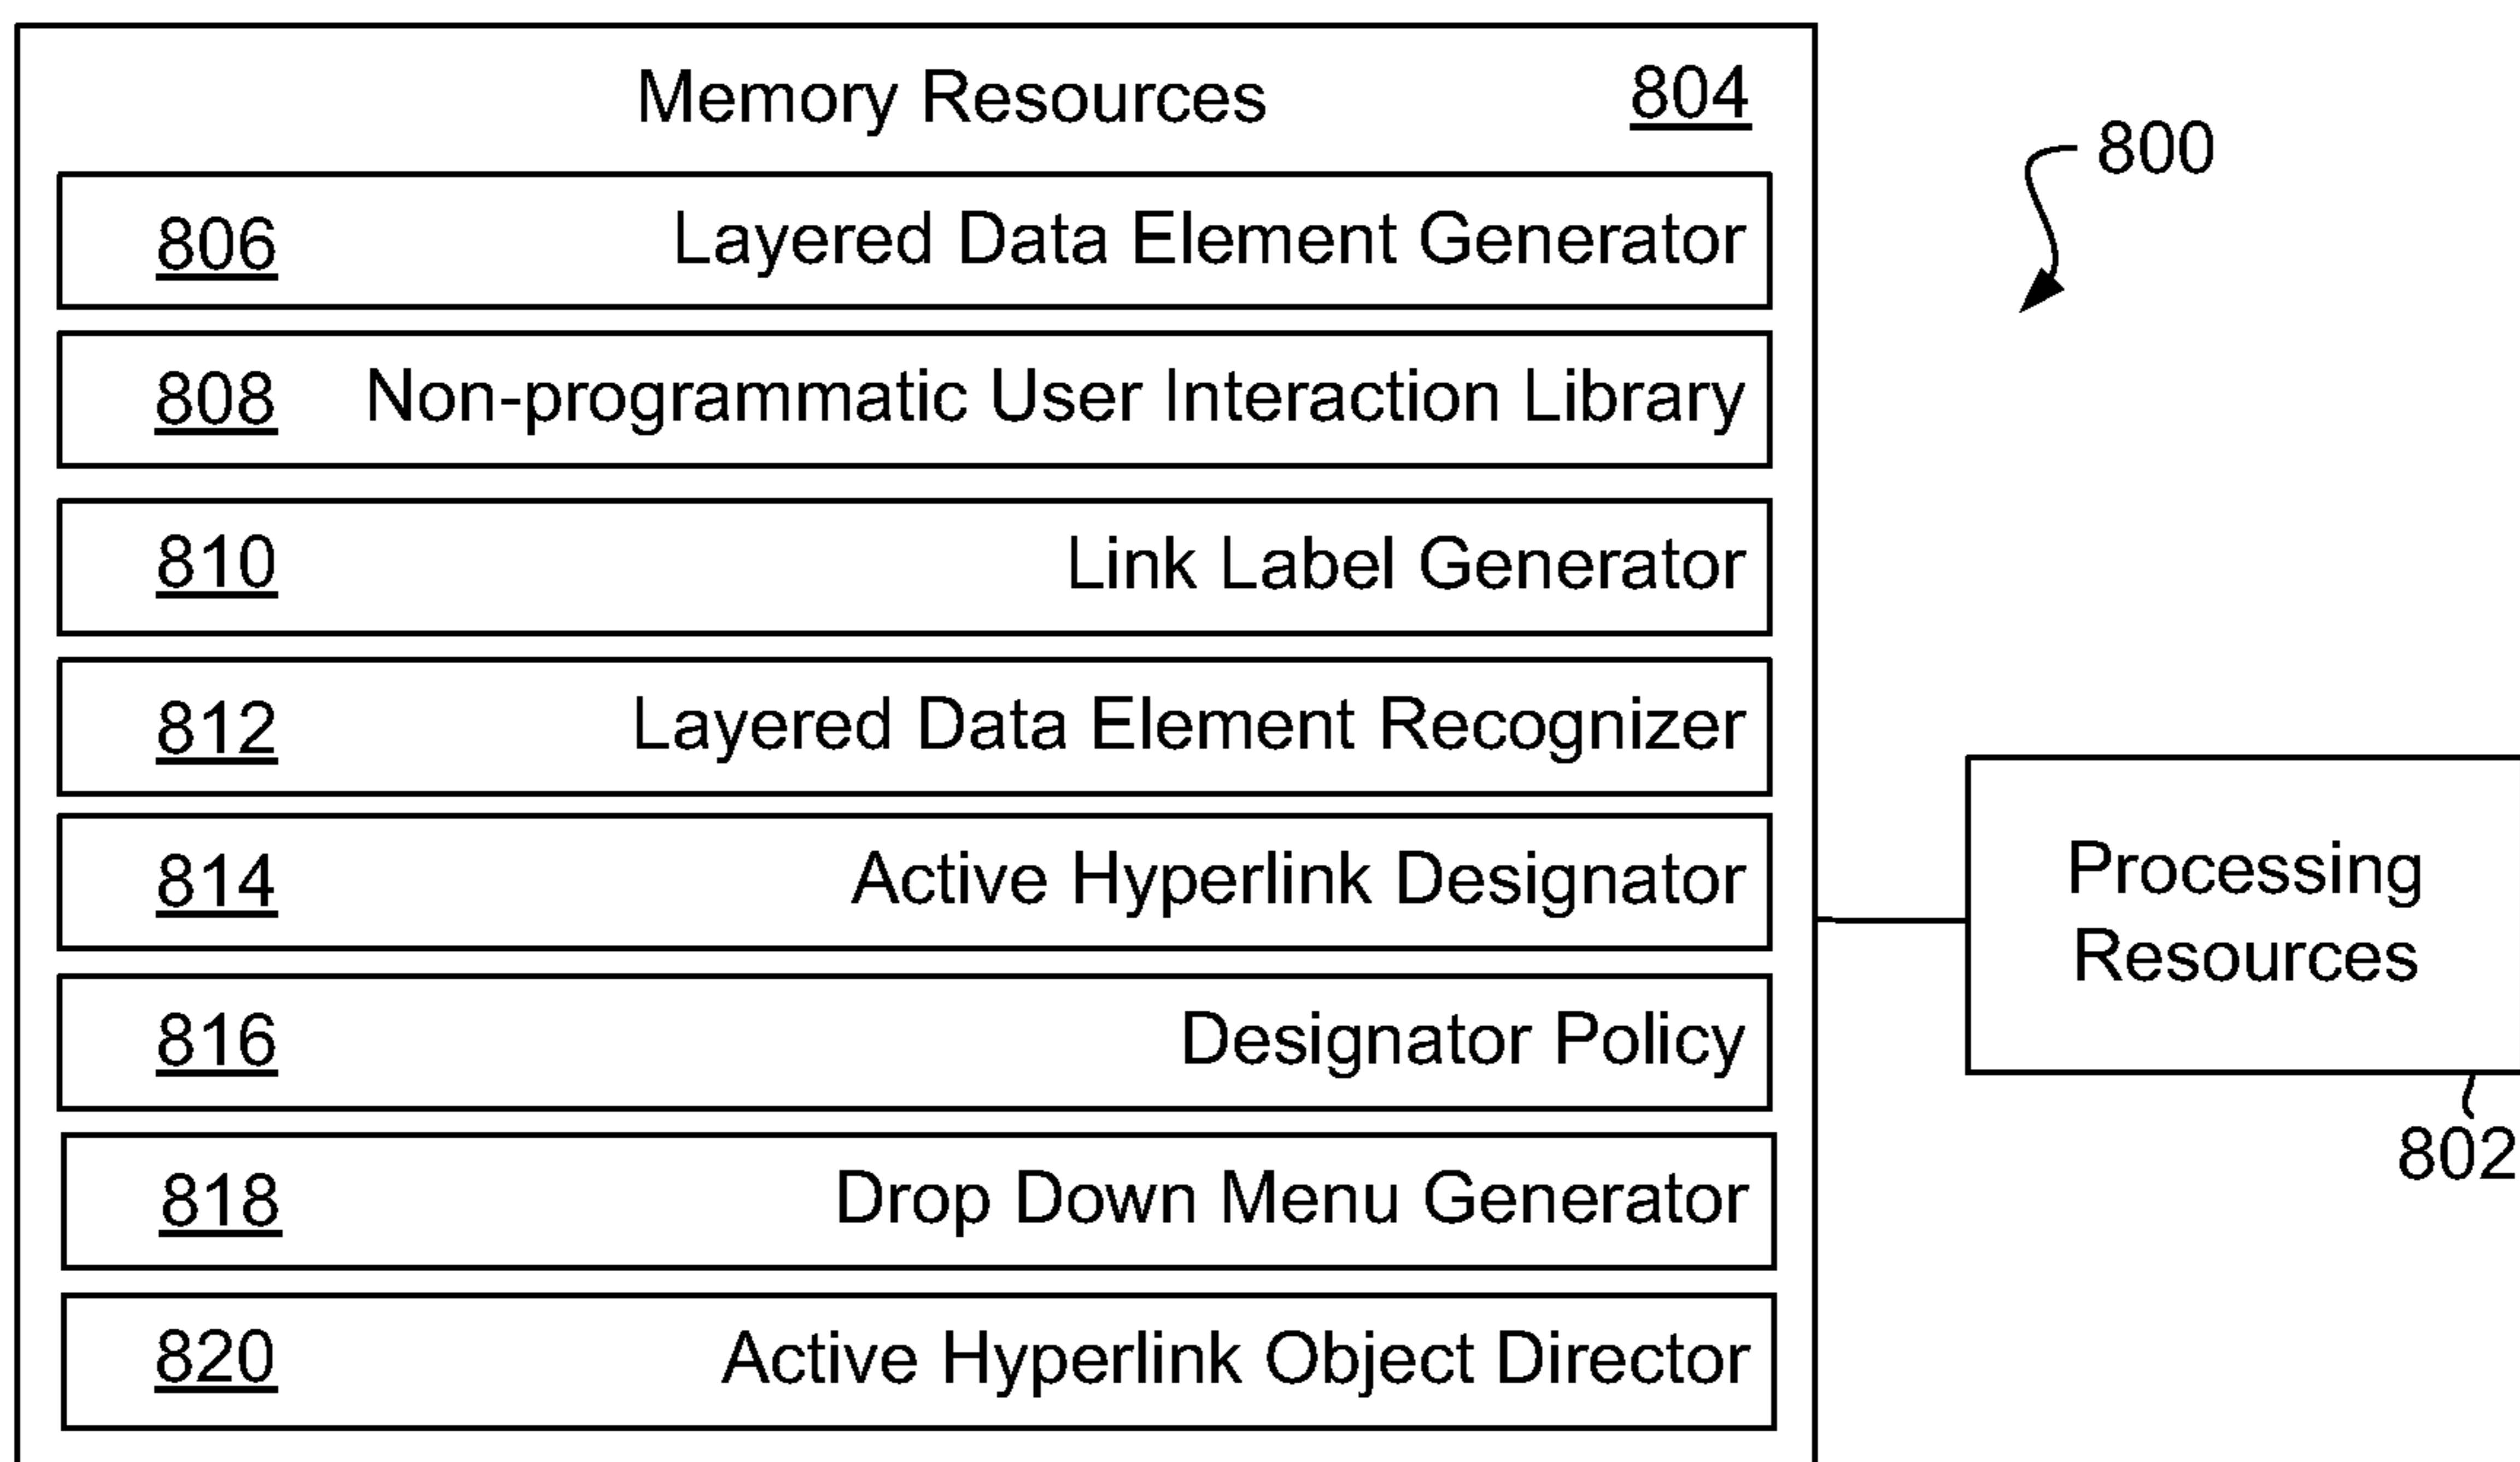 Memory Resources 804
800
806 Layered Data Element Generator
808 Non-programmatic User Interaction Library
810 Link Label Generator
812 Layered Data Element Recognizer
814 Active Hyperlink Designator
Processing
Resources
816 Designator Policy
802
818 Drop Down Menu Generator
820 Active Hyperlink Object Director